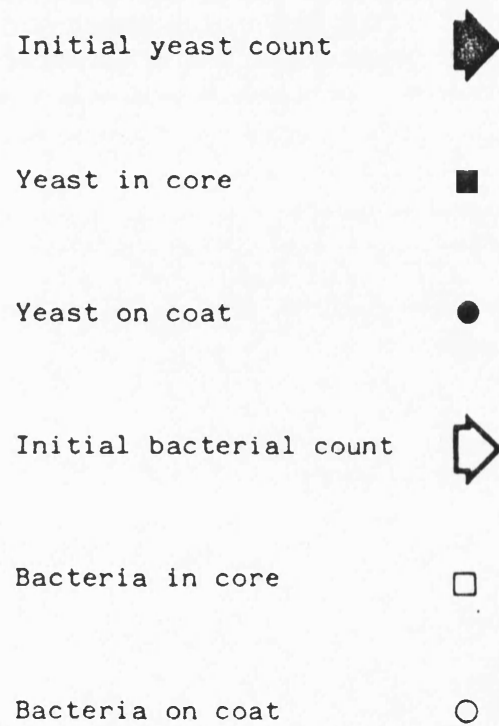 Initial yeast count
Yeast in core
Yeast on coat
Initial bacterial count
Bacteria in core
Bacteria on coat